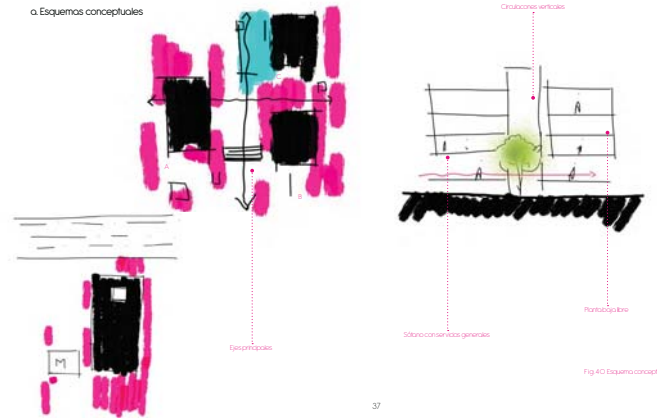 a. Esquemas conceptuales
Circulaciones verticales
A
A
A
A
B
M
Ejes principales
Sótano con servicios generales
Planta baja libre
Fig 40. Esquema concept
37